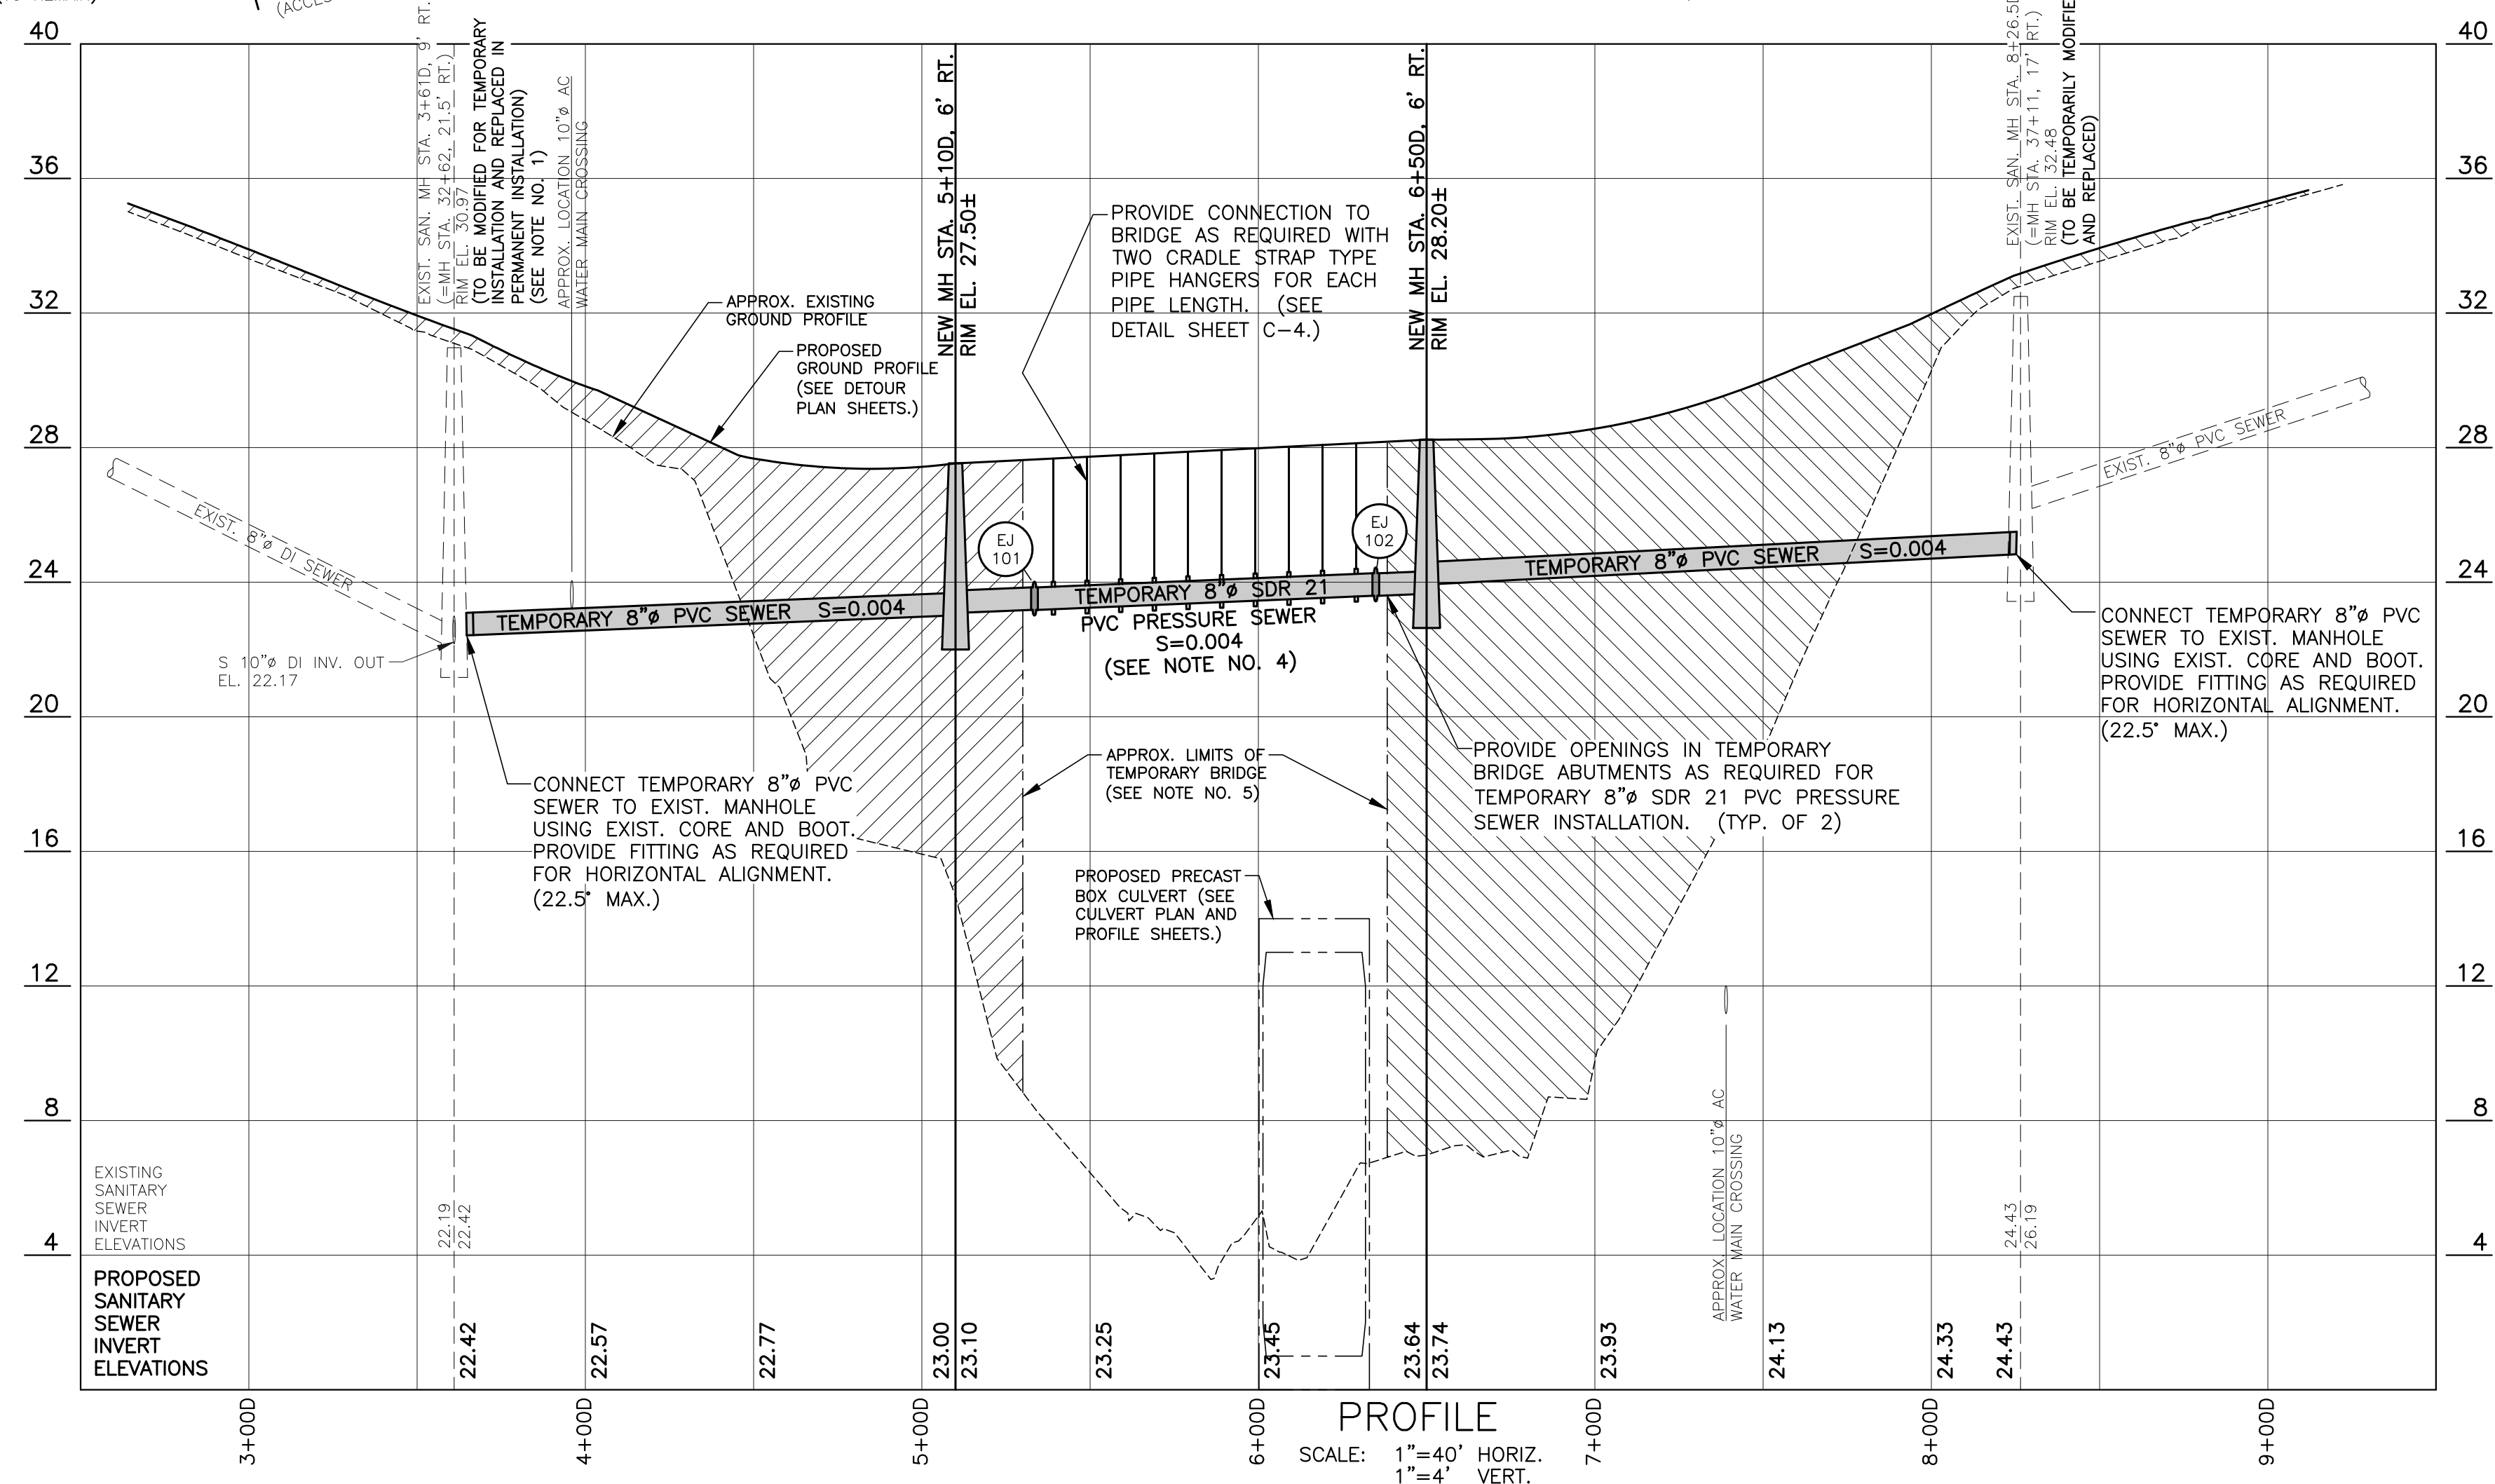 (ACCES
40
36
32
28
24
20
16
12
8
4
40
36
32
28
24
20
16
12
8
4
EXIST. SAN. MH STA. 3+61D, 9' RT.
(=MH STA. 32+62, 21.5' RT.)
RIM EL. 30.97
(TO BE MODIFIED FOR TEMPORARY
INSTALLATION AND REPLACED IN
PERMANENT INSTALLATION)
(SEE NOTE NO. 1)
APPROX. LOCATION 10"ø AC
WATER MAIN CROSSING
APPROX. EXISTING
GROUND PROFILE
PROPOSED
GROUND PROFILE
(SEE DETOUR
PLAN SHEETS.)
NEW MH STA. 5+10D, 6' RT.
RIM EL. 27.50±
PROVIDE CONNECTION TO
BRIDGE AS REQUIRED WITH
TWO CRADLE STRAP TYPE
PIPE HANGERS FOR EACH
PIPE LENGTH. (SEE
DETAIL SHEET C-4.)
NEW MH STA. 6+50D, 6' RT.
RIM EL. 28.20±
EXIST. SAN. MH STA. 8+26.5D
(=MH STA. 37+11, 17' RT.)
RIM EL. 32.48
(TO BE TEMPORARILY MODIFIE
AND REPLACED)
EXIST. 8"ø DI SEWER
S 10"ø DI INV. OUT
EL. 22.17
TEMPORARY 8"ø PVC SEWER S=0.004
EJ
101
EJ
102
TEMPORARY 8"ø SDR 21
PVC PRESSURE SEWER
S=0.004
(SEE NOTE NO. 4)
TEMPORARY 8"ø PVC SEWER S=0.004
EXIST. 8"ø PVC SEWER
CONNECT TEMPORARY 8"ø PVC
SEWER TO EXIST. MANHOLE
USING EXIST. CORE AND BOOT.
PROVIDE FITTING AS REQUIRED
FOR HORIZONTAL ALIGNMENT.
(22.5° MAX.)
CONNECT TEMPORARY 8"ø PVC
SEWER TO EXIST. MANHOLE
USING EXIST. CORE AND BOOT.
PROVIDE FITTING AS REQUIRED
FOR HORIZONTAL ALIGNMENT.
(22.5° MAX.)
APPROX. LIMITS OF
TEMPORARY BRIDGE
(SEE NOTE NO. 5)
PROVIDE OPENINGS IN TEMPORARY
BRIDGE ABUTMENTS AS REQUIRED FOR
TEMPORARY 8"ø SDR 21 PVC PRESSURE
SEWER INSTALLATION. (TYP. OF 2)
PROPOSED PRECAST
BOX CULVERT (SEE
CULVERT PLAN AND
PROFILE SHEETS.)
APPROX. LOCATION 10"ø AC
WATER MAIN CROSSING
EXISTING
SANITARY
SEWER
INVERT
ELEVATIONS
22.19
22.42
24.43
26.19
PROPOSED
SANITARY
SEWER
INVERT
ELEVATIONS
22.42
22.57
22.77
23.00
23.10
23.25
23.45
23.64
23.74
23.93
24.13
24.33
24.43
3+00D
4+00D
5+00D
6+00D
7+00D
8+00D
9+00D
PROFILE
SCALE: 1"=40' HORIZ.
1"=4' VERT.